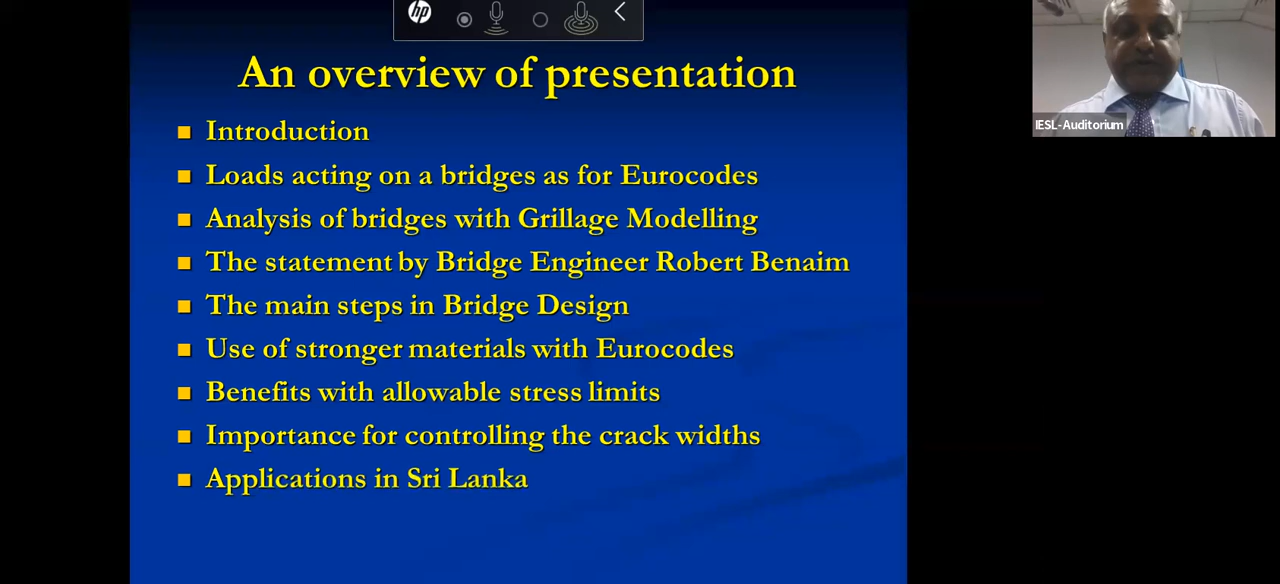 hp
An overview of presentation
Introduction
Loads acting on a bridges as for Eurocodes
Analysis of bridges with Grillage Modelling
The statement by Bridge Engineer Robert Benaim
The main steps in Bridge Design
Use of stronger materials with Eurocodes
Benefits with allowable stress limits
Importance for controlling the crack widths
Applications in Sri Lanka
IESL-Auditorium